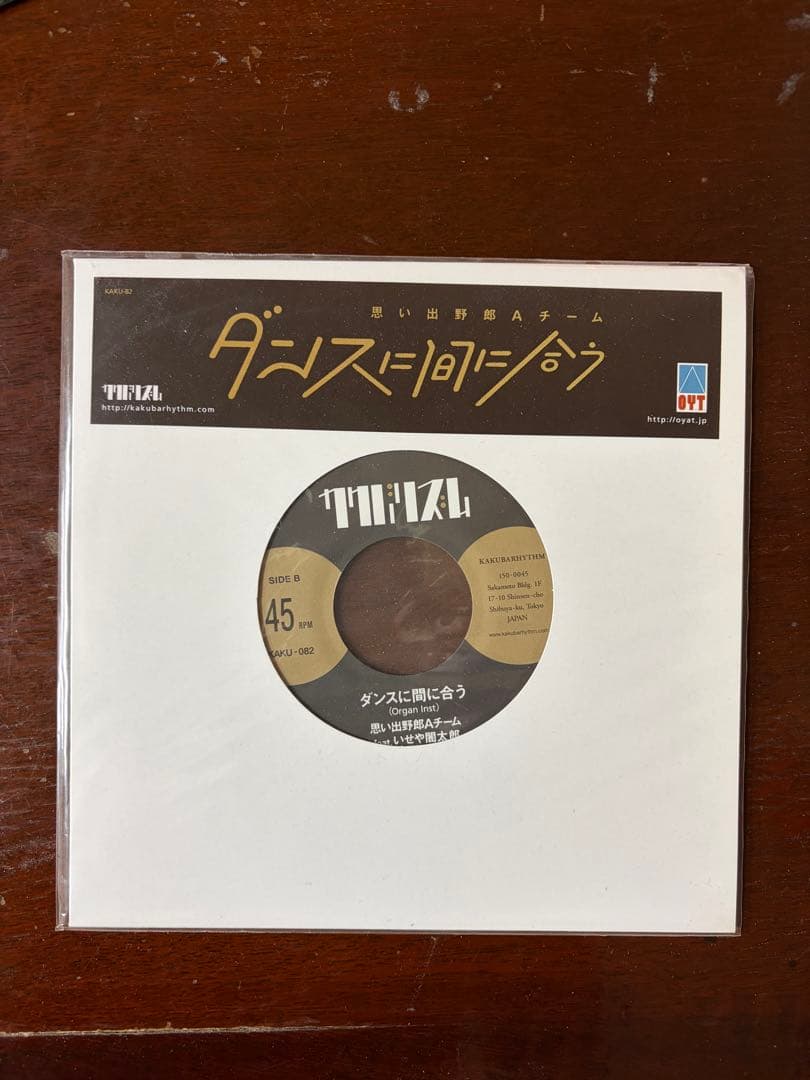 KAKU-82
思い出野郎Aチーム
ダンスに間に合う
カクバリズム
http://kakubarhythm.com
OYT
http://oyat.jp
カクバリズム
SIDE B
45 RPM
KAKU-082
KAKUBARHYTHM
150-0045
Sakamoto Bldg. 1F
17-10 Shinsen-cho
Shibuya-ku, Tokyo
JAPAN
www.kakubarhythm.com
ダンスに間に合う
(Organ Inst)
思い出野郎Aチーム
feat.いせや闇太郎